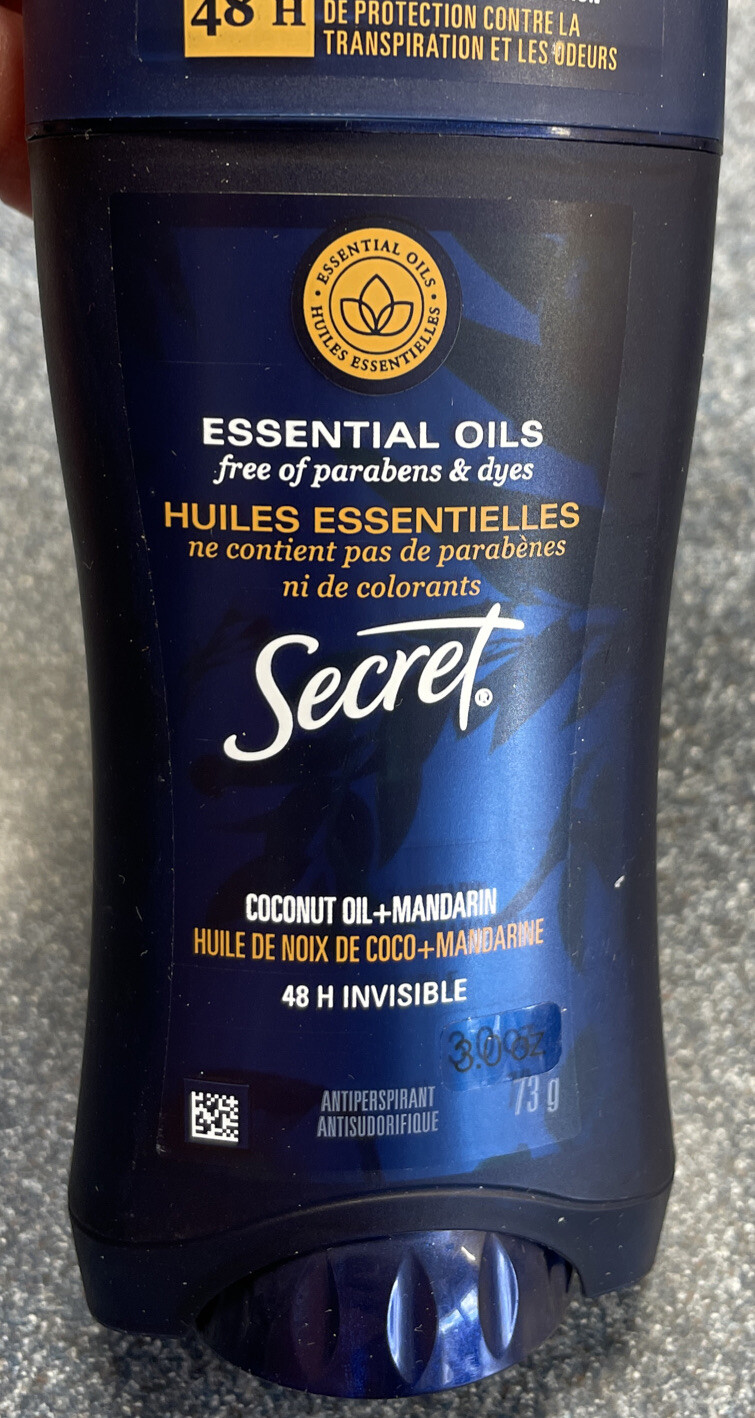 48 H
DE PROTECTION CONTRE LA
TRANSPIRATION ET LES ODEURS
ESSENTIAL OILS
HUILES ESSENTIELLES
ESSENTIAL OILS
free of parabens & dyes
HUILES ESSENTIELLES
ne contient pas de parabènes
ni de colorants
Secret®
COCONUT OIL+MANDARIN
HUILE DE NOIX DE COCO+MANDARINE
48 H INVISIBLE
3.0 oz
ANTIPERSPIRANT
ANTISUDORIFIQUE
73 g